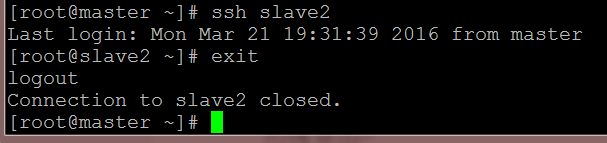 [root@master ~]# ssh slave2
Last login: Mon Mar 21 19:31:39 2016 from master
[root@slave2 ~]# exit
logout
Connection to slave2 closed.
[root@master ~]#